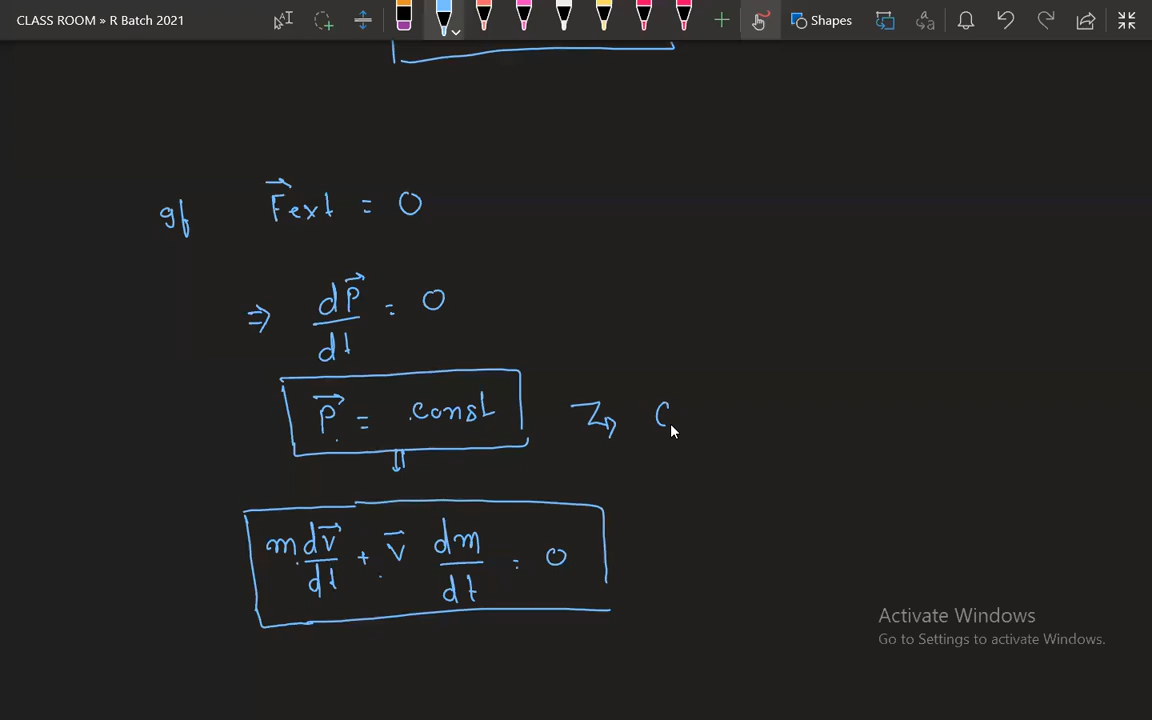 CLASS ROOM » R Batch 2021
Shapes
If F⃗ext = 0
⇒ dP⃗/dt = 0
P⃗ = const
m dv⃗/dt + v⃗ dm/dt = 0
Activate Windows
Go to Settings to activate Windows.